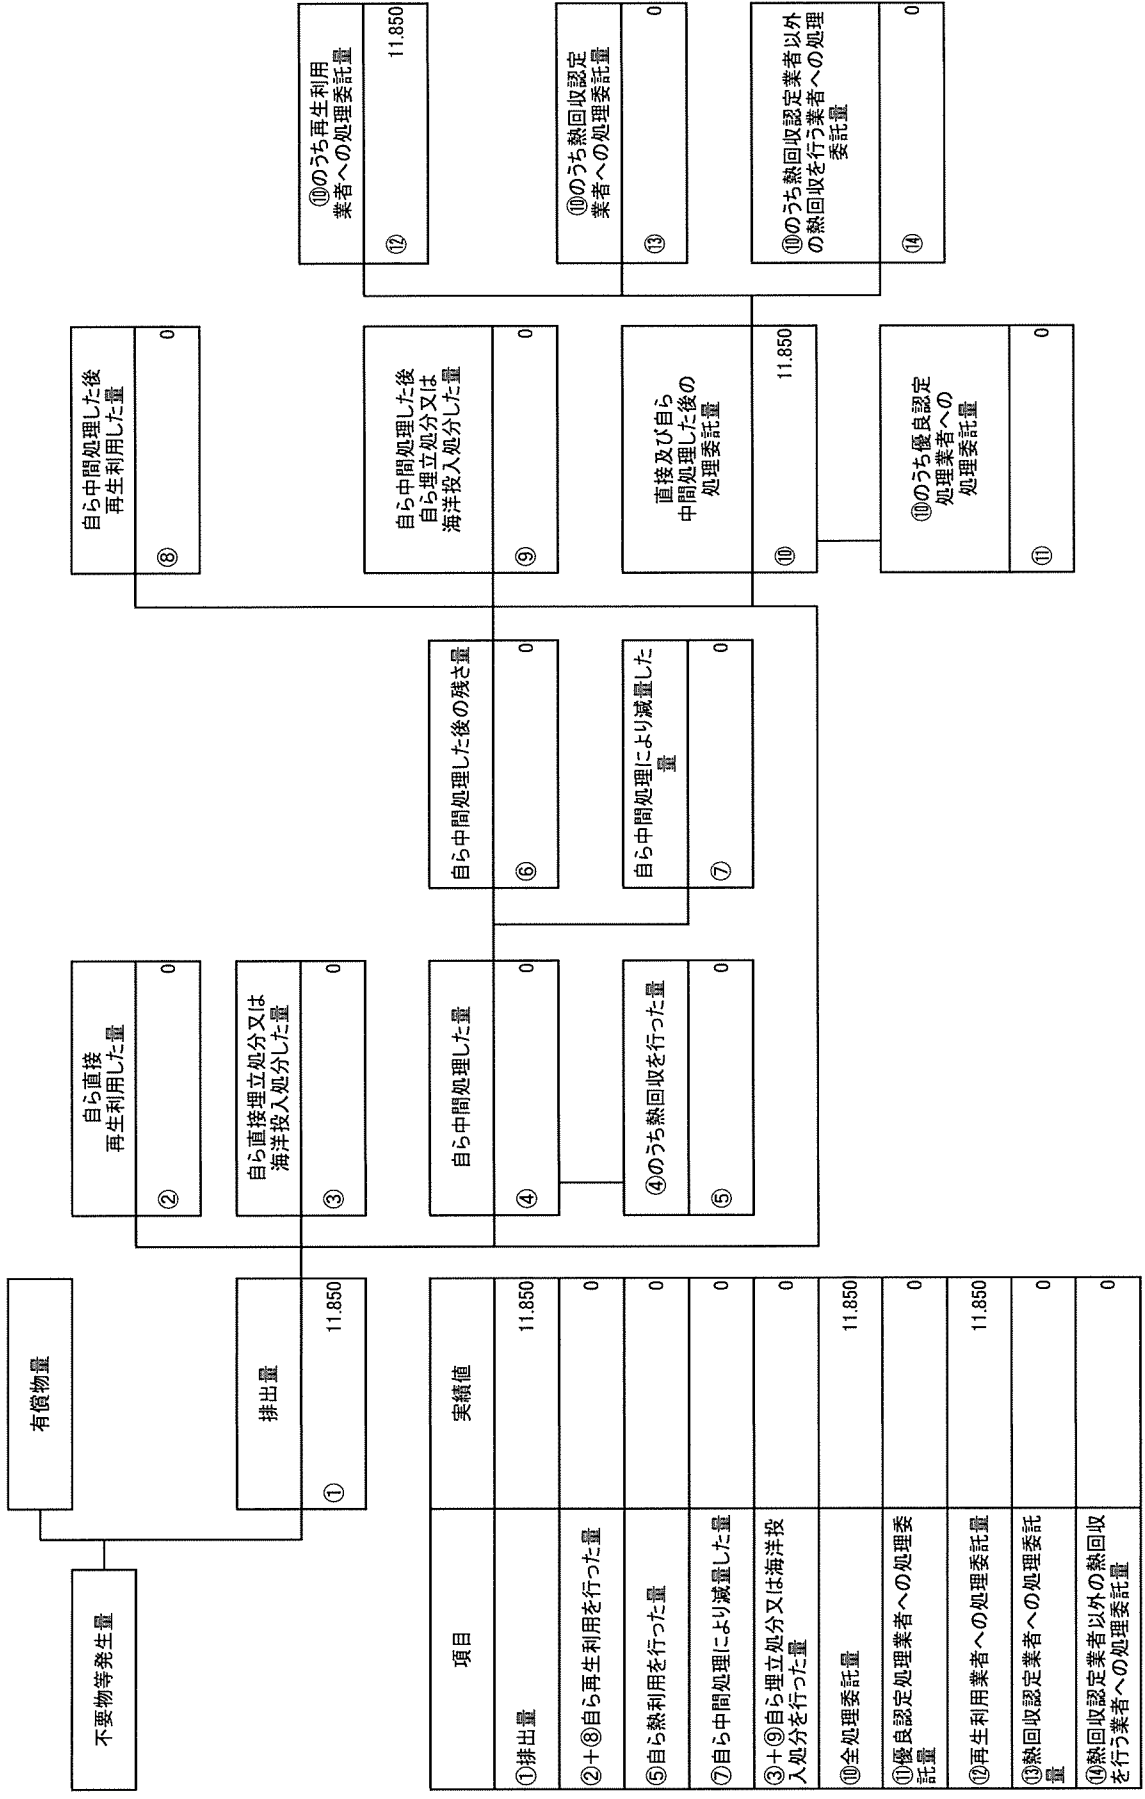 不要物等発生量
有償物量
排出量
① 11.850
自ら直接
再生利用した量
② 0
自ら直接埋立処分又は
海洋投入処分した量
③ 0
自ら中間処理した量
④ 0
④のうち熱回収を行った量
⑤ 0
自ら中間処理した後の残さ量
⑥ 0
自ら中間処理により減量した
量
⑦ 0
自ら中間処理した後
再生利用した量
⑧ 0
自ら中間処理した後
自ら埋立処分又は
海洋投入処分した量
⑨ 0
直接及び自ら
中間処理した後の
処理委託量
⑩ 11.850
⑩のうち優良認定
処理業者への
処理委託量
⑪ 0
⑩のうち再生利用
業者への処理委託量
⑫ 11.850
⑩のうち熱回収認定
業者への処理委託量
⑬ 0
⑩のうち熱回収認定業者以外
の熱回収を行う業者への処理
委託量
⑭ 0
項目 実績値
①排出量 11.850
②+⑧自ら再生利用を行った量 0
⑤自ら熱利用を行った量 0
⑦自ら中間処理により減量した量 0
③+⑨自ら埋立処分又は海洋投
入処分を行った量 0
⑩全処理委託量 11.850
⑪優良認定処理業者への処理委
託量 0
⑫再生利用業者への処理委託量 11.850
⑬熱回収認定業者への処理委託
量 0
⑭熱回収認定業者以外の熱回収
を行う業者への処理委託量 0